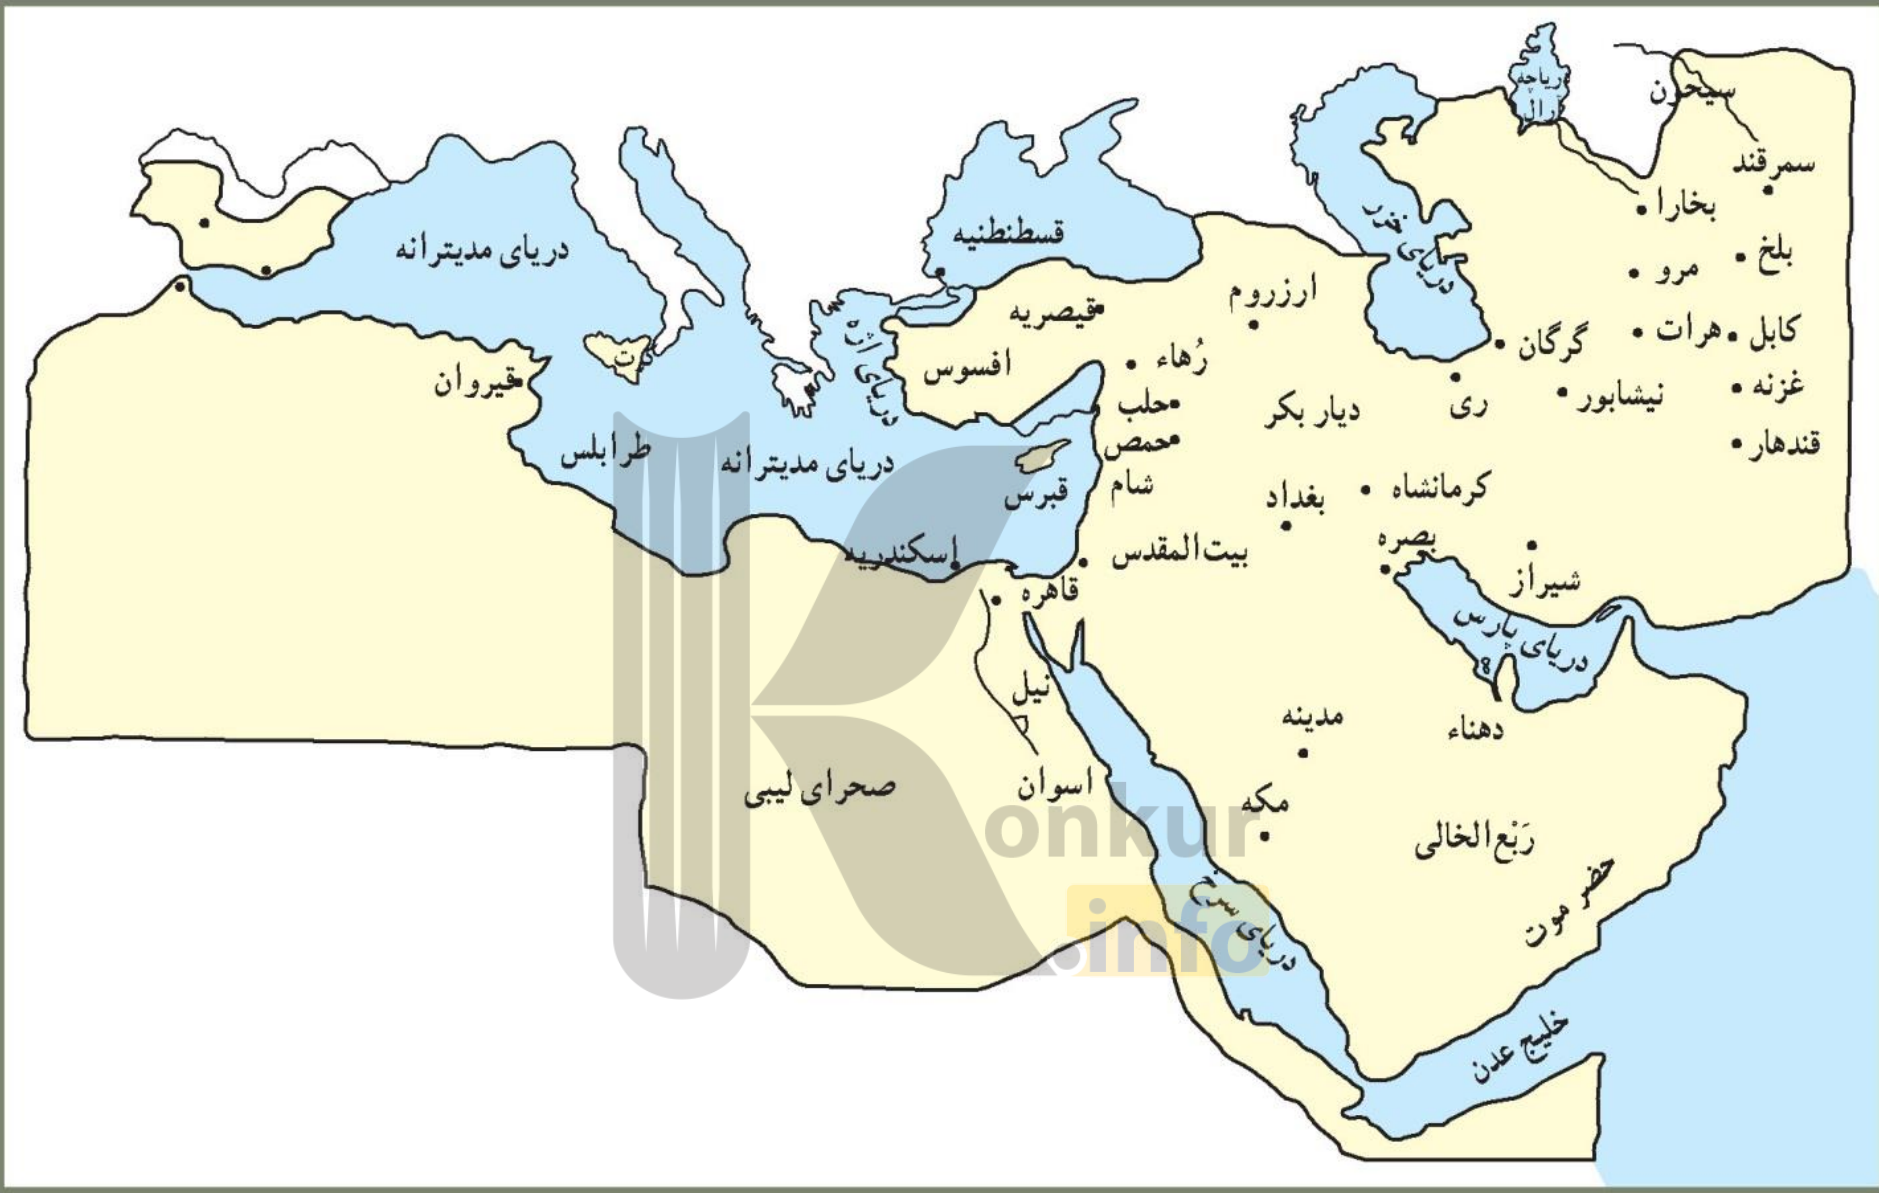 دریاچه
آرال
سیحون
سمرقند
بخارا
بلخ
مرو
کابل
هرات
گرگان
غزنه
نیشابور
ری
قندهار
دریای خزر
ارزروم
قسطنطنیه
قیصریه
رُهاء
افسوس
دریای اژه
حلب
حمص
دیار بکر
شام
کرمانشاه
بغداد
بصره
شیراز
بیت‌المقدس
دریای پارس
دریای مدیترانه
قیروان
طرابلس
دریای مدیترانه
قبرس
اسکندریه
قاهره
نیل
اسوان
صحرای لیبی
مدینه
مکه
دهناء
رَبْع‌الخالی
حضر موت
دریای سرخ
خلیج عدن
Konkur
.info